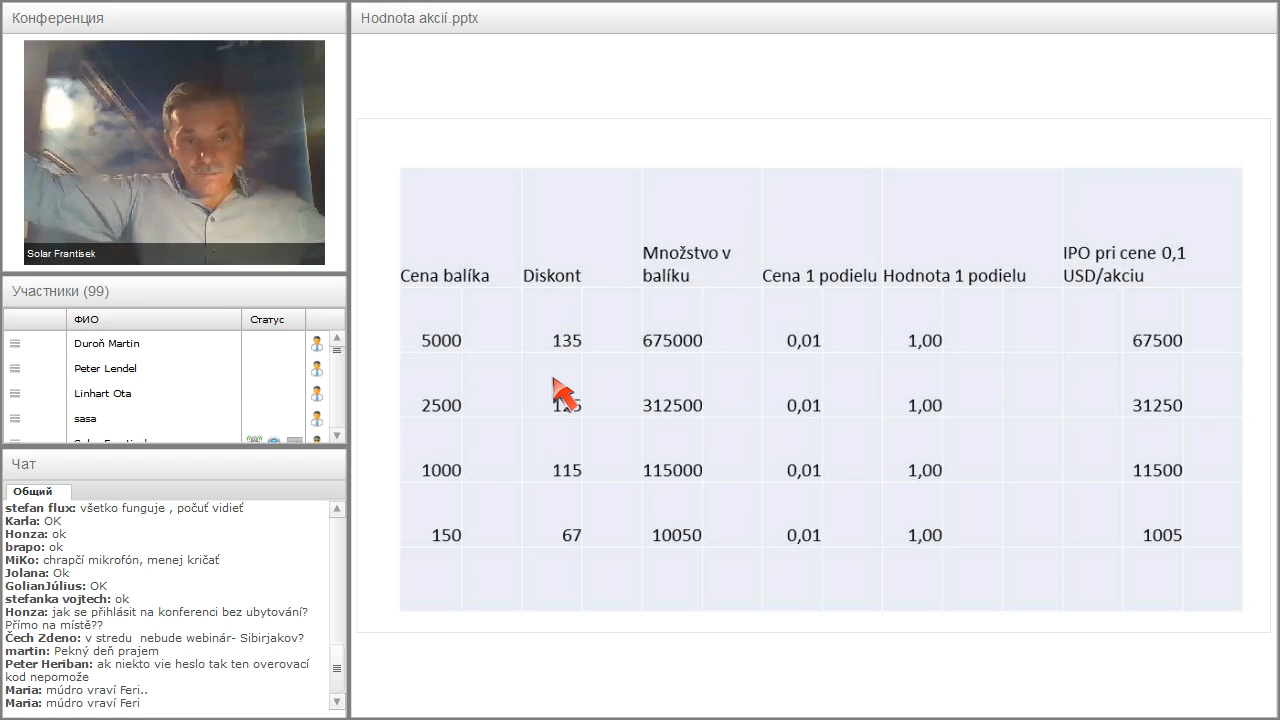 Конференция
Solar Frantisek
Участники (99)
ФИО Статус
Duroň Martin
Peter Lendel
Linhart Ota
sasa
Чат
Общий
stefan flux: všetko funguje , počuť vidieť
Karla: OK
Honza: ok
brapo: ok
MiKo: chrapčí mikrofón, menej kričať
Jolana: Ok
GolianJúlius: OK
stefanka vojtech: ok
Honza: jak se přihlásit na konferenci bez ubytování?
Přímo na místě??
Čech Zdeno: v stredu nebude webinár- Sibirjakov?
martin: Pekný deň prajem
Peter Heriban: ak niekto vie heslo tak ten overovací
kod nepomože
Maria: múdro vraví Feri..
Maria: múdro vraví Feri
Hodnota akcií.pptx
Cena balíka Diskont Množstvo v balíku Cena 1 podielu Hodnota 1 podielu IPO pri cene 0,1 USD/akciu
5000 135 675000 0,01 1,00 67500
2500 125 312500 0,01 1,00 31250
1000 115 115000 0,01 1,00 11500
150 67 10050 0,01 1,00 1005